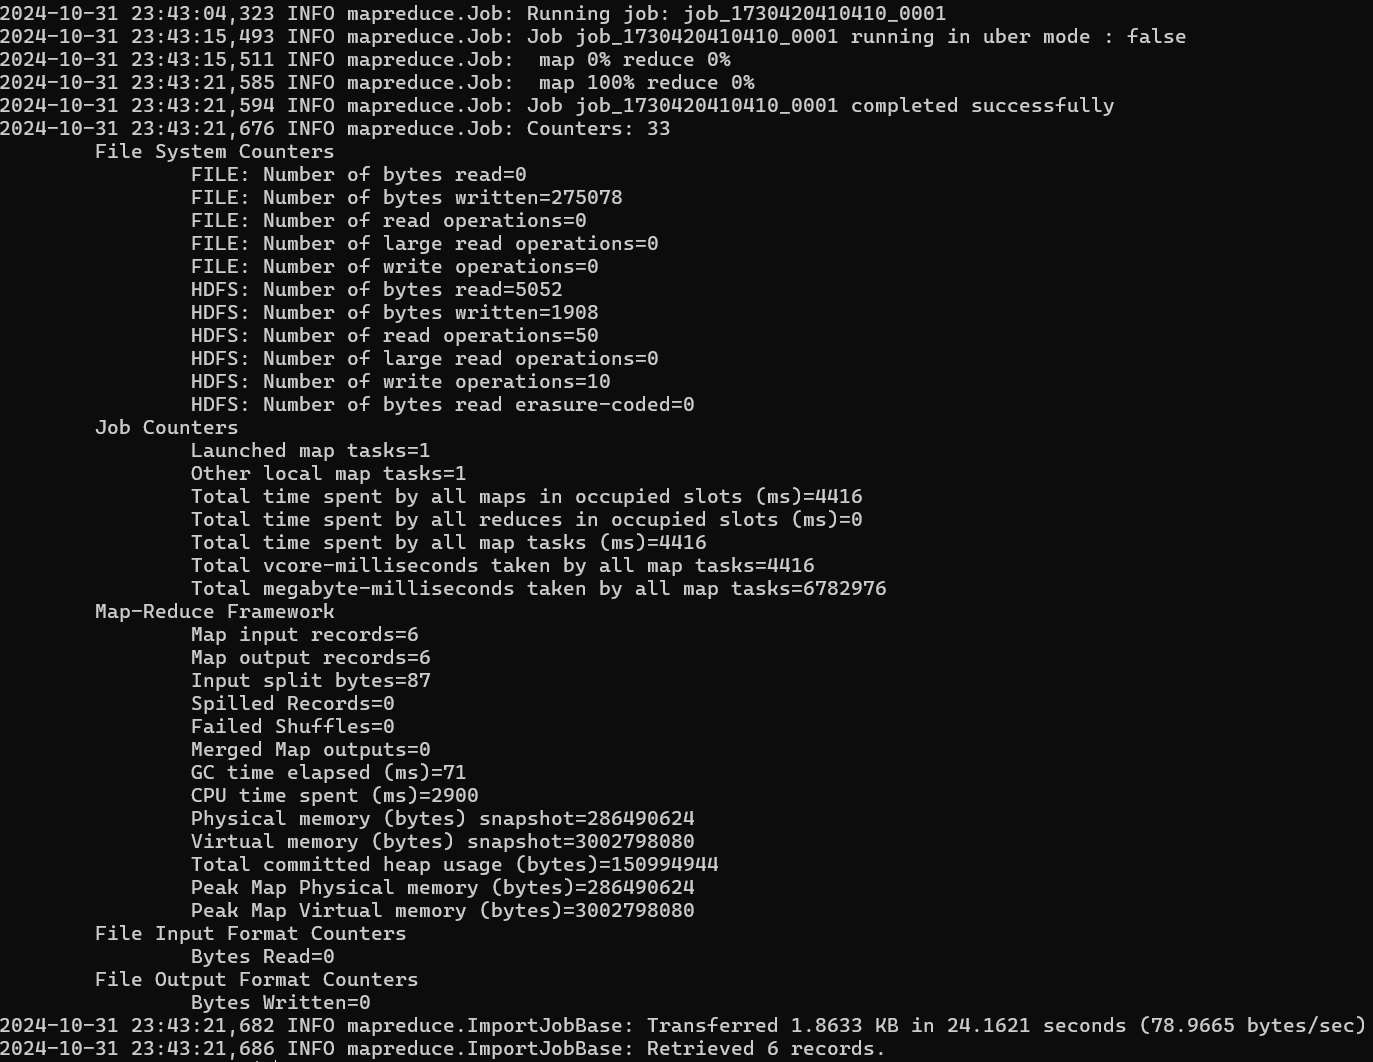 2024-10-31 23:43:04,323 INFO mapreduce.Job: Running job: job_1730420410410_0001
2024-10-31 23:43:15,493 INFO mapreduce.Job: Job job_1730420410410_0001 running in uber mode : false
2024-10-31 23:43:15,511 INFO mapreduce.Job:  map 0% reduce 0%
2024-10-31 23:43:21,585 INFO mapreduce.Job:  map 100% reduce 0%
2024-10-31 23:43:21,594 INFO mapreduce.Job: Job job_1730420410410_0001 completed successfully
2024-10-31 23:43:21,676 INFO mapreduce.Job: Counters: 33
File System Counters
FILE: Number of bytes read=0
FILE: Number of bytes written=275078
FILE: Number of read operations=0
FILE: Number of large read operations=0
FILE: Number of write operations=0
HDFS: Number of bytes read=5052
HDFS: Number of bytes written=1908
HDFS: Number of read operations=50
HDFS: Number of large read operations=0
HDFS: Number of write operations=10
HDFS: Number of bytes read erasure-coded=0
Job Counters
Launched map tasks=1
Other local map tasks=1
Total time spent by all maps in occupied slots (ms)=4416
Total time spent by all reduces in occupied slots (ms)=0
Total time spent by all map tasks (ms)=4416
Total vcore-milliseconds taken by all map tasks=4416
Total megabyte-milliseconds taken by all map tasks=6782976
Map-Reduce Framework
Map input records=6
Map output records=6
Input split bytes=87
Spilled Records=0
Failed Shuffles=0
Merged Map outputs=0
GC time elapsed (ms)=71
CPU time spent (ms)=2900
Physical memory (bytes) snapshot=286490624
Virtual memory (bytes) snapshot=3002798080
Total committed heap usage (bytes)=150994944
Peak Map Physical memory (bytes)=286490624
Peak Map Virtual memory (bytes)=3002798080
File Input Format Counters
Bytes Read=0
File Output Format Counters
Bytes Written=0
2024-10-31 23:43:21,682 INFO mapreduce.ImportJobBase: Transferred 1.8633 KB in 24.1621 seconds (78.9665 bytes/sec)
2024-10-31 23:43:21,686 INFO mapreduce.ImportJobBase: Retrieved 6 records.